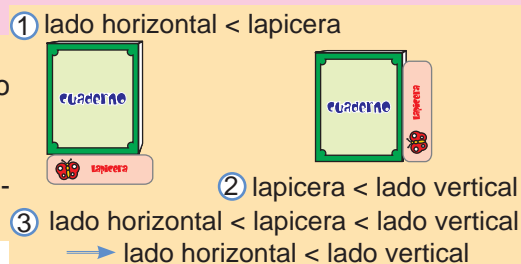 ① lado horizontal < lapicera
o
cuaderno
lapicera
cuaderno
lapicera
-
② lapicera < lado vertical
③ lado horizontal < lapicera < lado vertical
→ lado horizontal < lado vertical